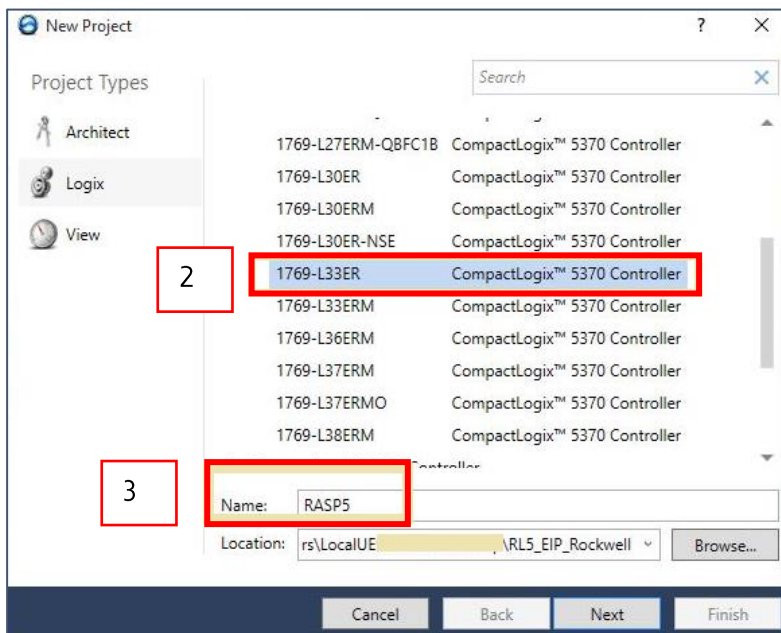 New Project
? X
Project Types
Search
Architect
Logix
View
1769-L27ERM-QBFC1B CompactLogix™ 5370 Controller
1769-L30ER CompactLogix™ 5370 Controller
1769-L30ERM CompactLogix™ 5370 Controller
1769-L30ER-NSE CompactLogix™ 5370 Controller
2
1769-L33ER CompactLogix™ 5370 Controller
1769-L33ERM CompactLogix™ 5370 Controller
1769-L36ERM CompactLogix™ 5370 Controller
1769-L37ERM CompactLogix™ 5370 Controller
1769-L37ERMO CompactLogix™ 5370 Controller
1769-L38ERM CompactLogix™ 5370 Controller
Controller
3
Name: RASP5
Location: rs\LocalUE \RL5_EIP_Rockwell Browse...
Cancel Back Next Finish